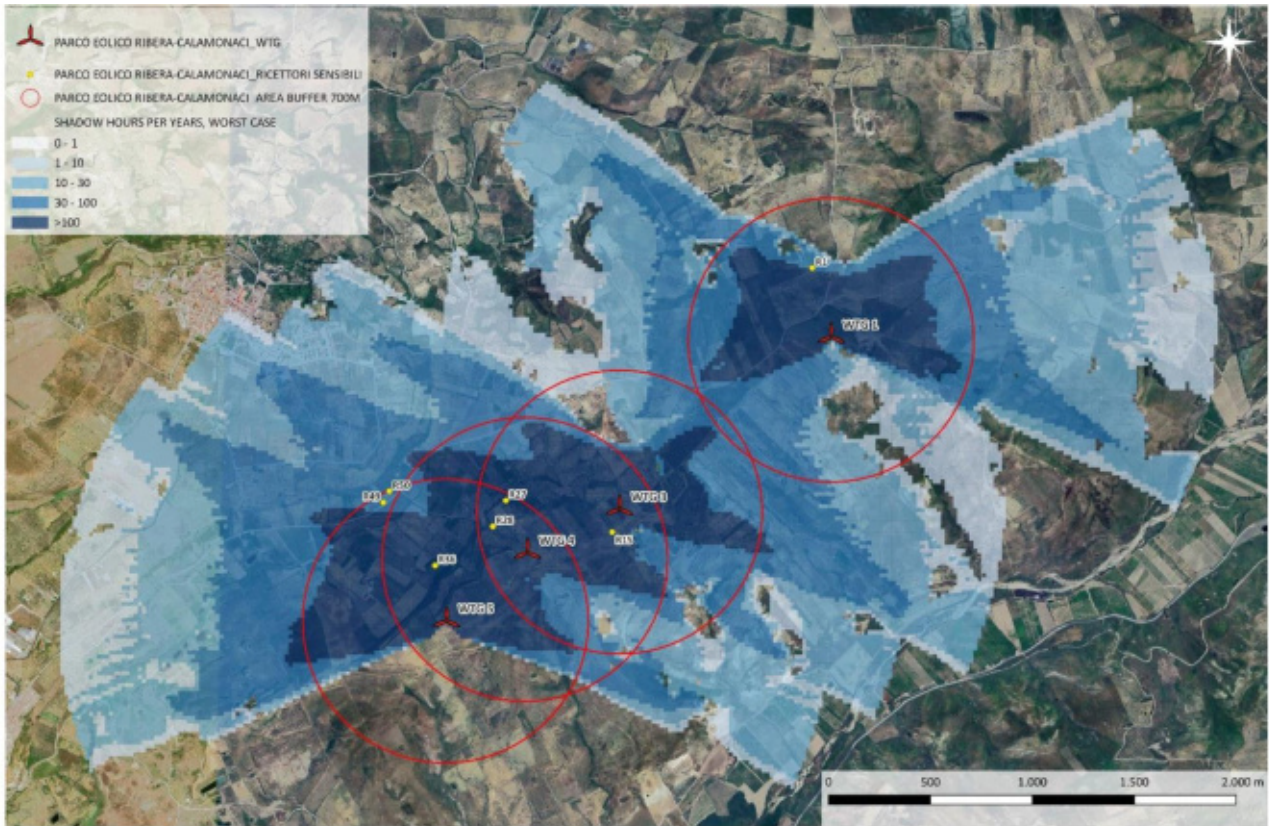 PARCO EOLICO RIBERA-CALAMONACI_WTG
PARCO EOLICO RIBERA-CALAMONACI_RICETTORI SENSIBILI
PARCO EOLICO RIBERA-CALAMONACI AREA BUFFER 700M
SHADOW HOURS PER YEARS, WORST CASE
0 - 1
1 - 10
10 - 30
30 - 100
>100
WTG 1
R50
R27
WTG 3
R28
R15
WTG 4
R36
WTG 5
0 500 1.000 1.500 2.000 m